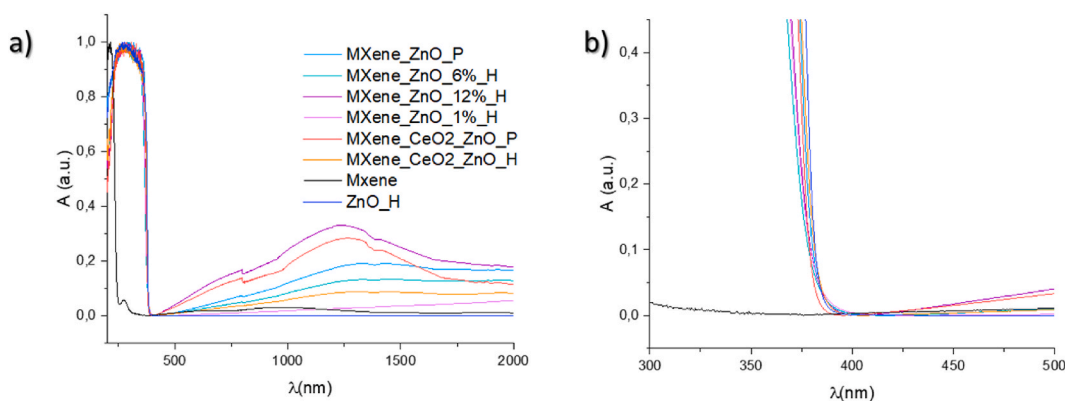 a)
1,0
0,8
0,6
0,4
0,2
0,0
A (a.u.)
MXene_ZnO_P
MXene_ZnO_6%_H
MXene_ZnO_12%_H
MXene_ZnO_1%_H
MXene_CeO2_ZnO_P
MXene_CeO2_ZnO_H
Mxene
ZnO_H
500 1000 1500 2000
λ(nm)
b)
0,4
0,3
0,2
0,1
0,0
A (a.u.)
300 350 400 450 500
λ(nm)